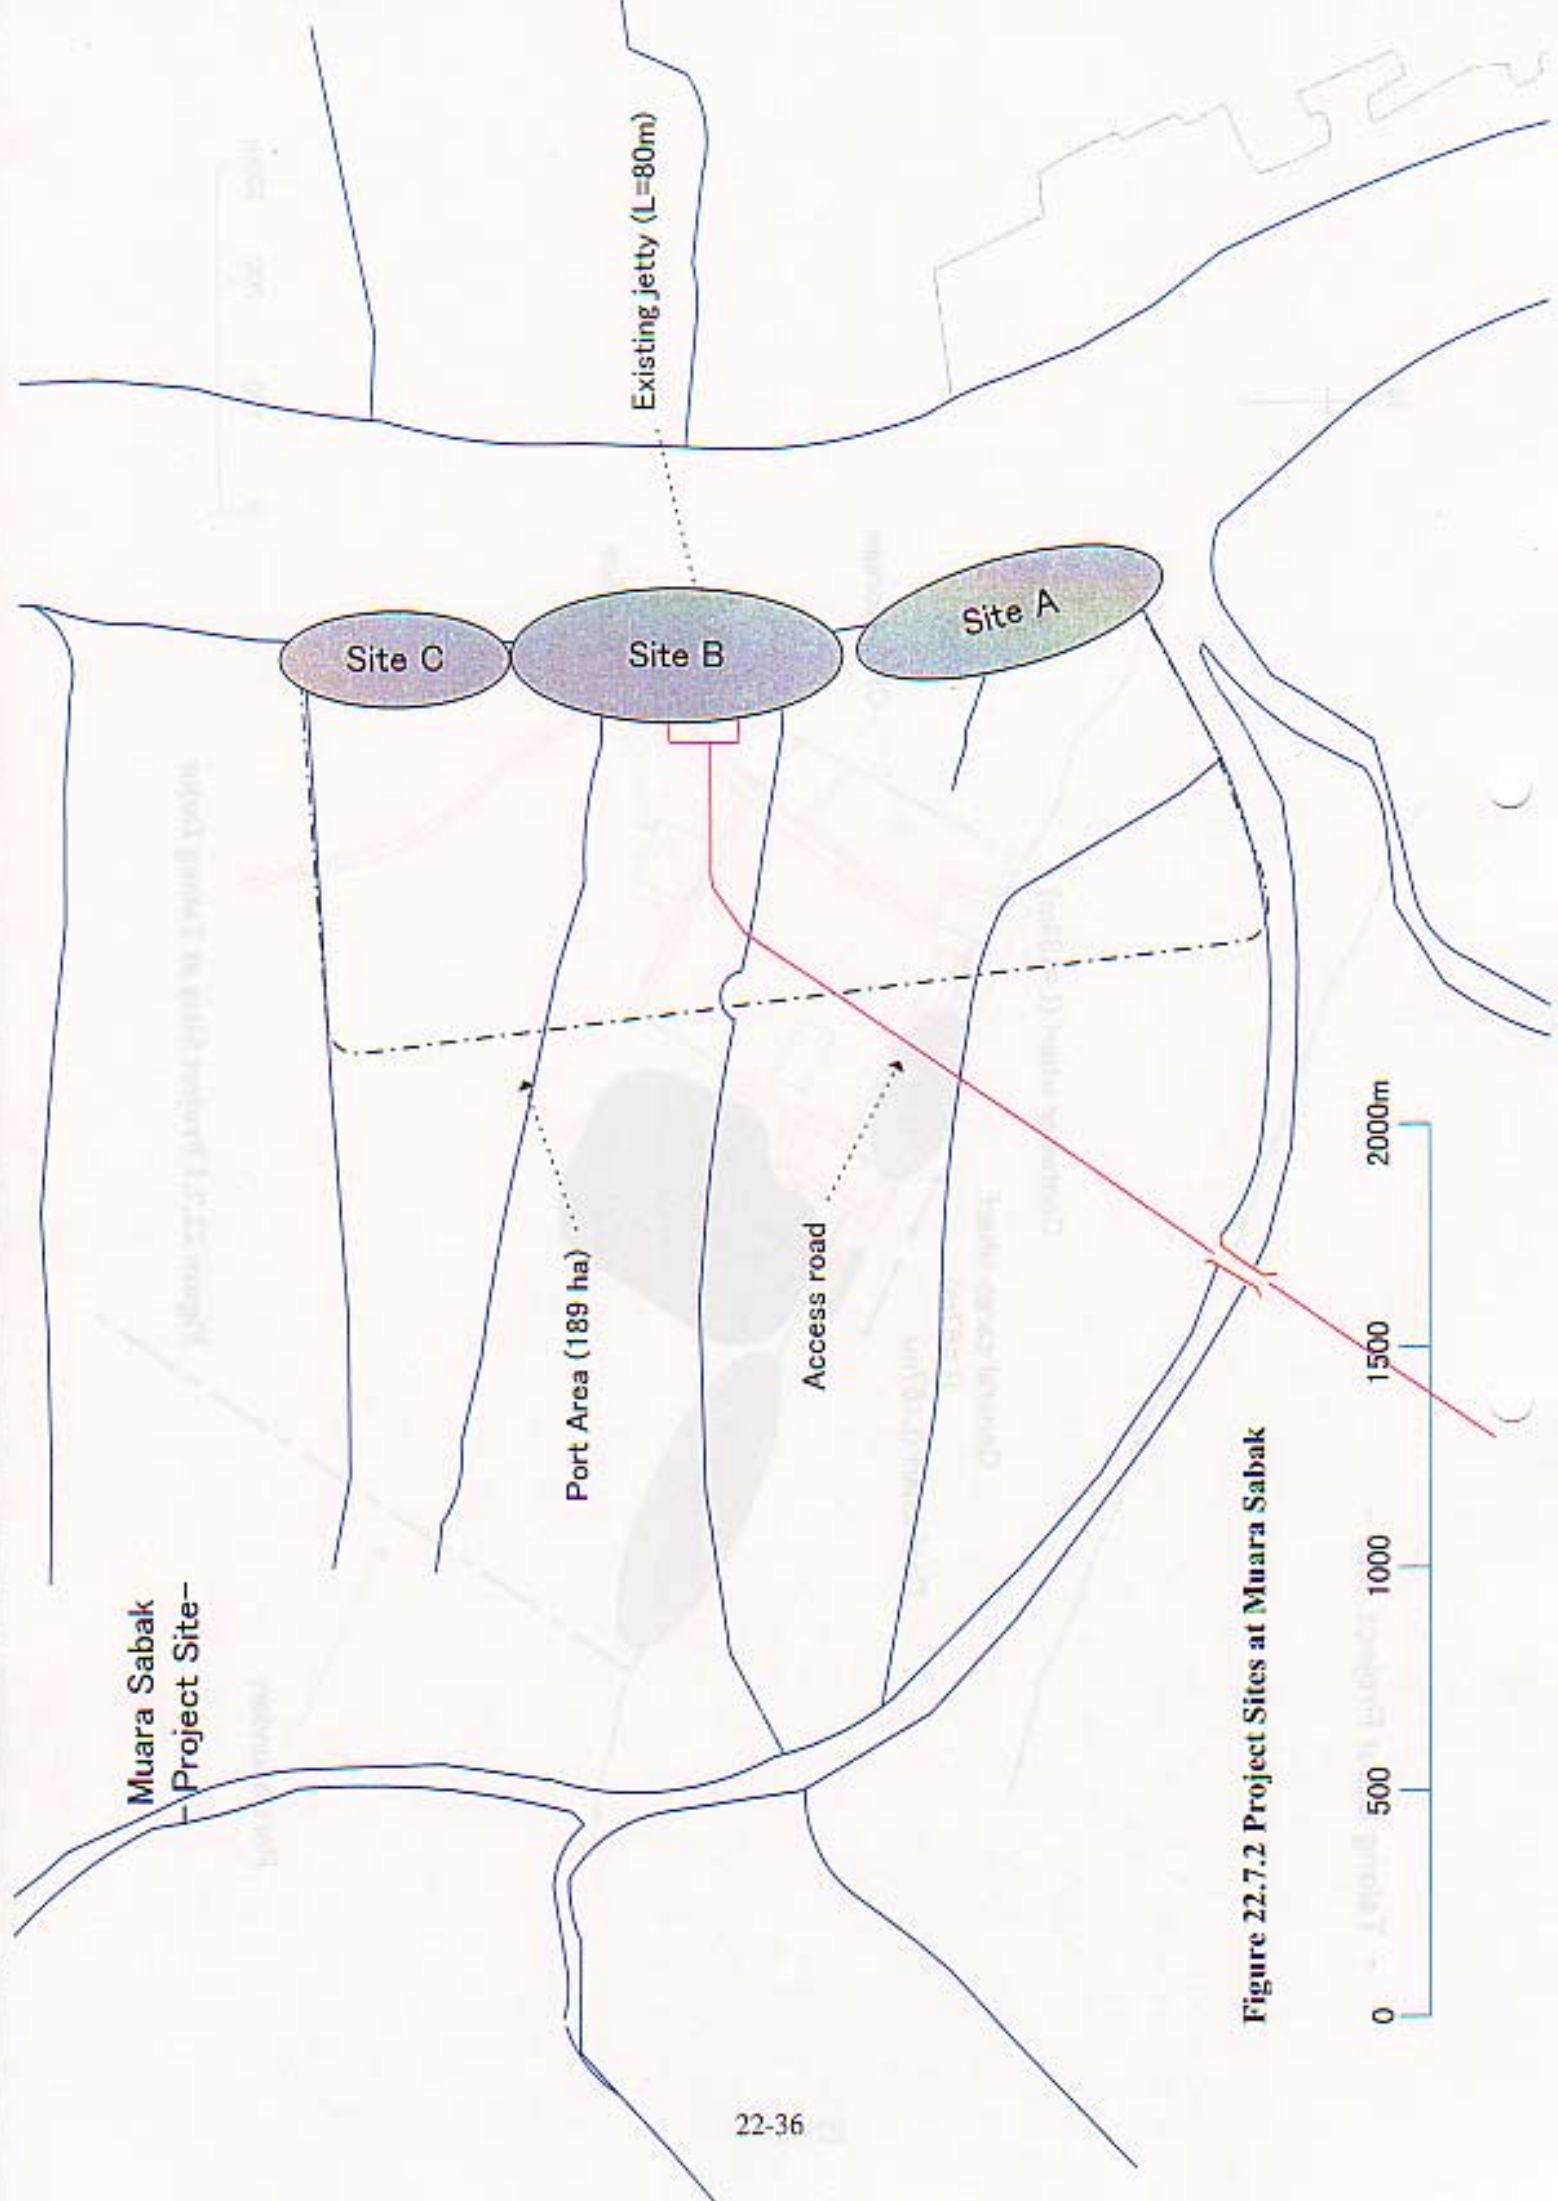 Muara Sabak
-Project Site-
Existing jetty (L=80m)
Site C
Site B
Site A
Port Area (189 ha)
Access road
Figure 22.7.2 Project Sites at Muara Sabak
0 500 1000 1500 2000m
22-36